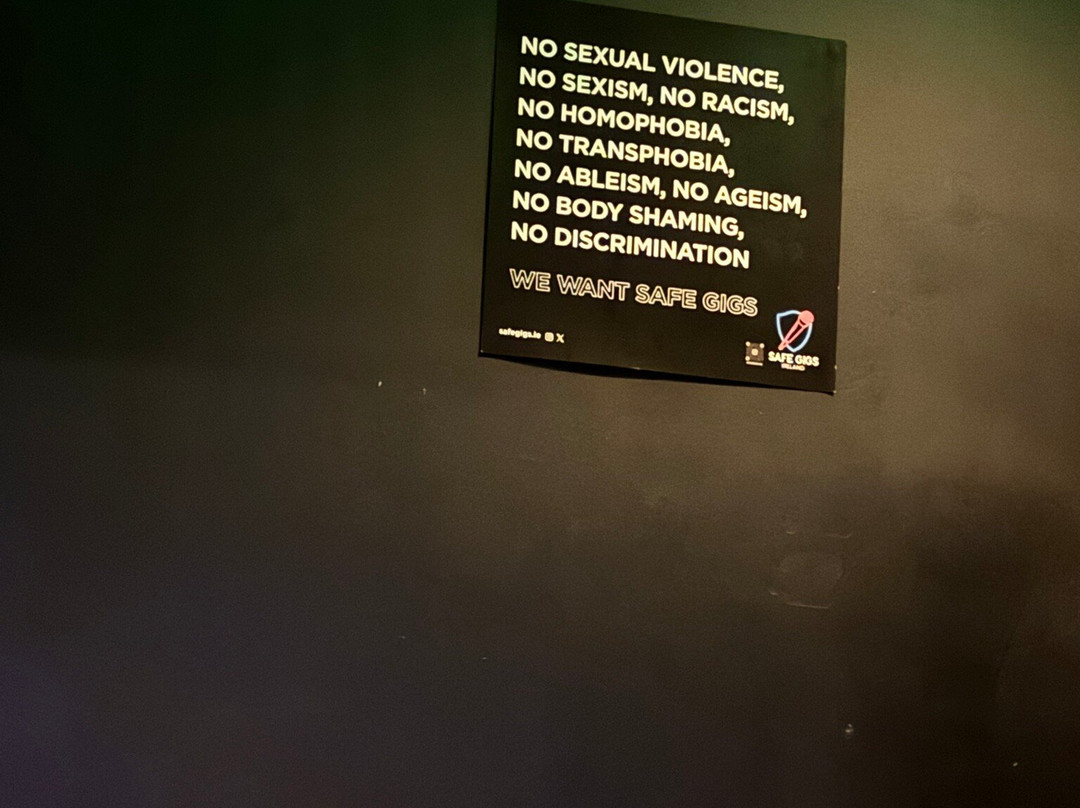 NO SEXUAL VIOLENCE,
NO SEXISM, NO RACISM,
NO HOMOPHOBIA,
NO TRANSPHOBIA,
NO ABLEISM, NO AGEISM,
NO BODY SHAMING,
NO DISCRIMINATION
WE WANT SAFE GIGS
safegigs.ie
SAFE GIGS
IRELAND